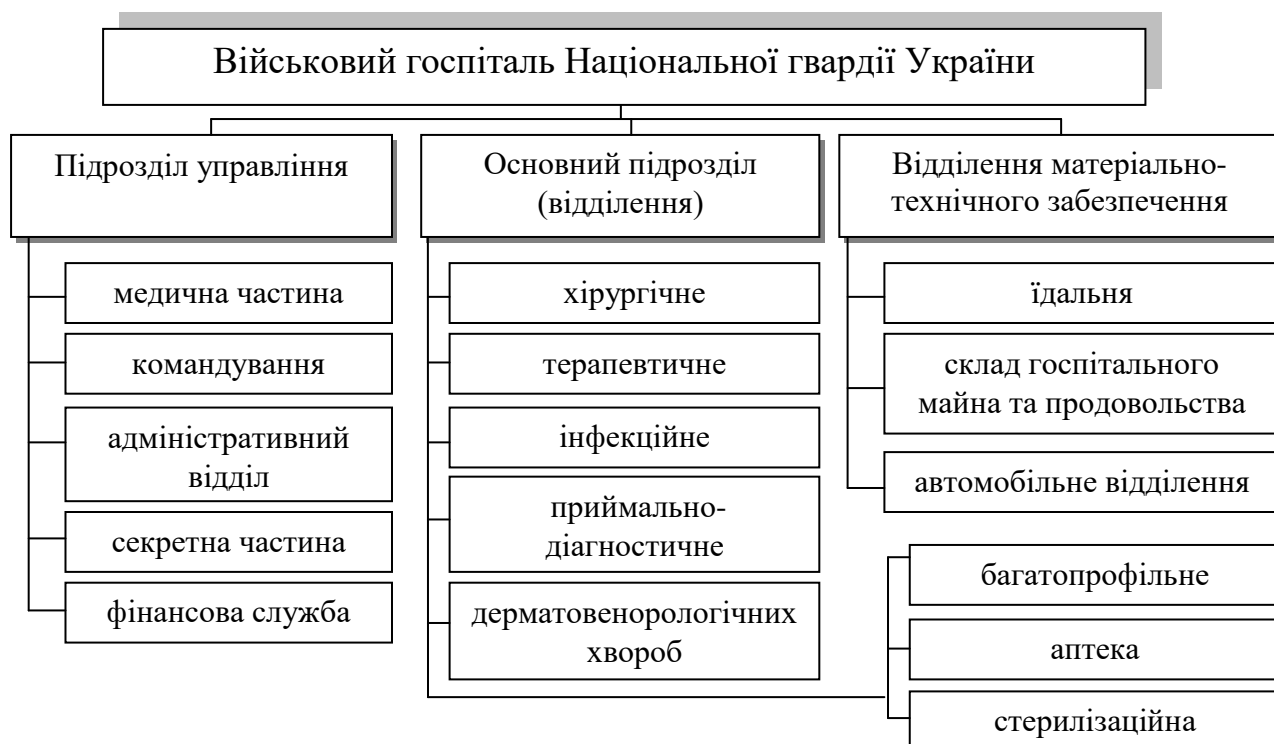 Військовий госпіталь Національної гвардії України
Підрозділ управління
медична частина
командування
адміністративний
відділ
секретна частина
фінансова служба
Основний підрозділ
(відділення)
хірургічне
терапевтичне
інфекційне
приймально-
діагностичне
дерматовенорологічних
хвороб
багатопрофільне
аптека
стерилізаційна
Відділення матеріально-
технічного забезпечення
їдальня
склад госпітального
майна та продовольства
автомобільне відділення